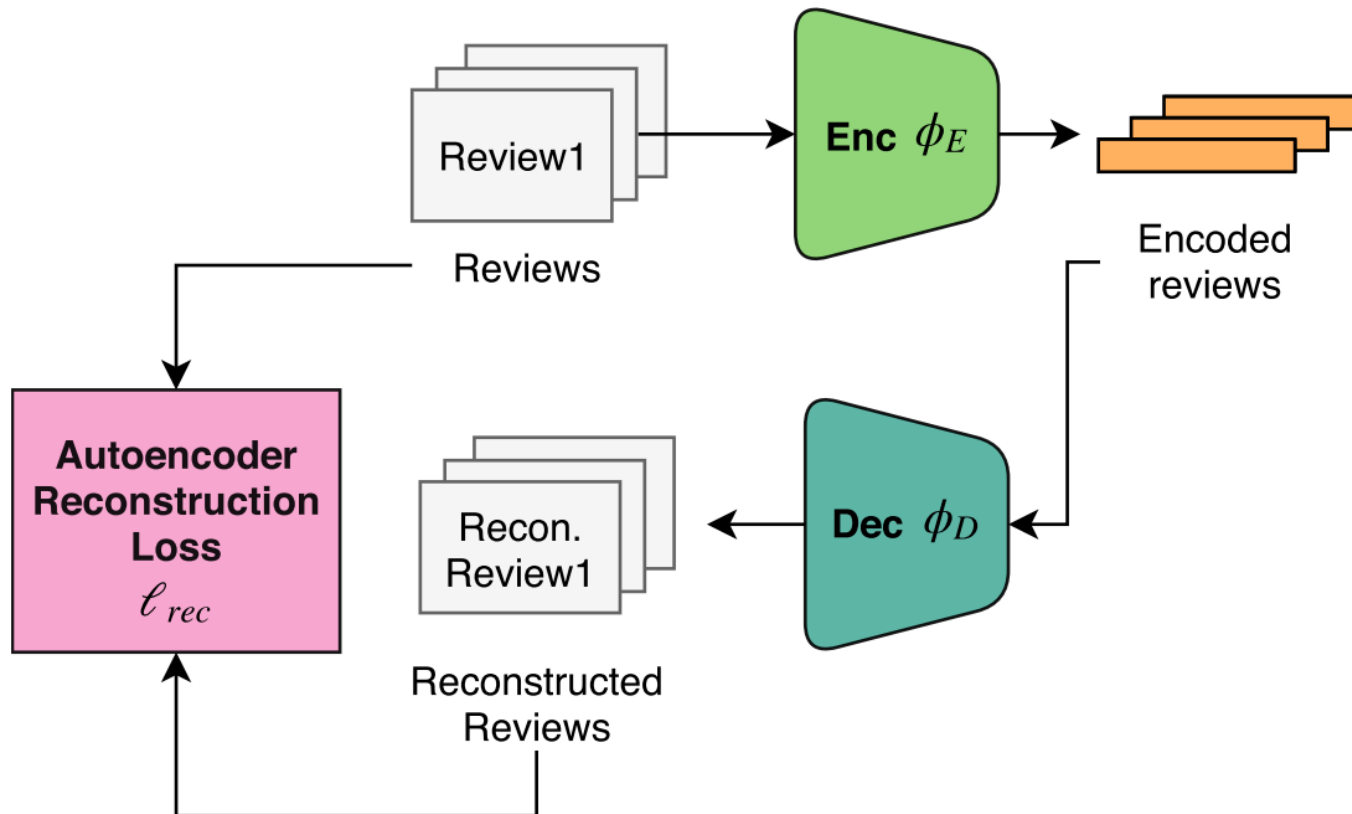 Review1
Enc ϕ_E
Reviews
Encoded
reviews
Autoencoder
Reconstruction
Loss
ℓ_rec
Recon.
Review1
Dec ϕ_D
Reconstructed
Reviews